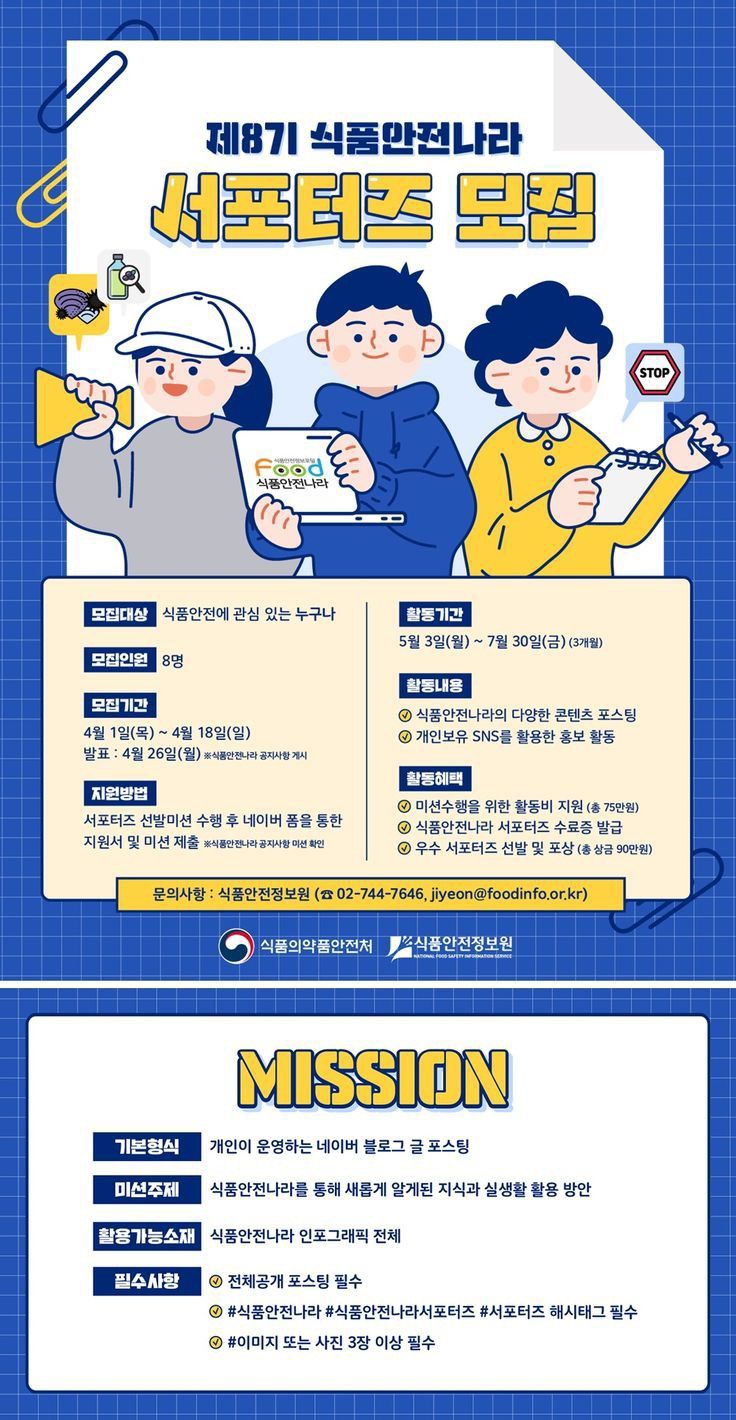 제8기 식품안전나라
서포터즈 모집
STOP
식품안전정보포털
Food
식품안전나라
모집대상 식품안전에 관심 있는 누구나
모집인원 8명
모집기간
4월 1일(목) ~ 4월 18일(일)
발표 : 4월 26일(월) ※식품안전나라 공지사항 게시
지원방법
서포터즈 선발미션 수행 후 네이버 폼을 통한
지원서 및 미션 제출 ※식품안전나라 공지사항 미션 확인
활동기간
5월 3일(월) ~ 7월 30일(금) (3개월)
활동내용
식품안전나라의 다양한 콘텐츠 포스팅
개인보유 SNS를 활용한 홍보 활동
활동혜택
미션수행을 위한 활동비 지원 (총 75만원)
식품안전나라 서포터즈 수료증 발급
우수 서포터즈 선발 및 포상 (총 상금 90만원)
문의사항 : 식품안전정보원 (☎ 02-744-7646, jiyeon@foodinfo.or.kr)
식품의약품안전처
식품안전정보원
NATIONAL FOOD SAFETY INFORMATION SERVICE
MISSION
기본형식 개인이 운영하는 네이버 블로그 글 포스팅
미션주제 식품안전나라를 통해 새롭게 알게된 지식과 실생활 활용 방안
활용가능소재 식품안전나라 인포그래픽 전체
필수사항 전체공개 포스팅 필수
#식품안전나라 #식품안전나라서포터즈 #서포터즈 해시태그 필수
#이미지 또는 사진 3장 이상 필수